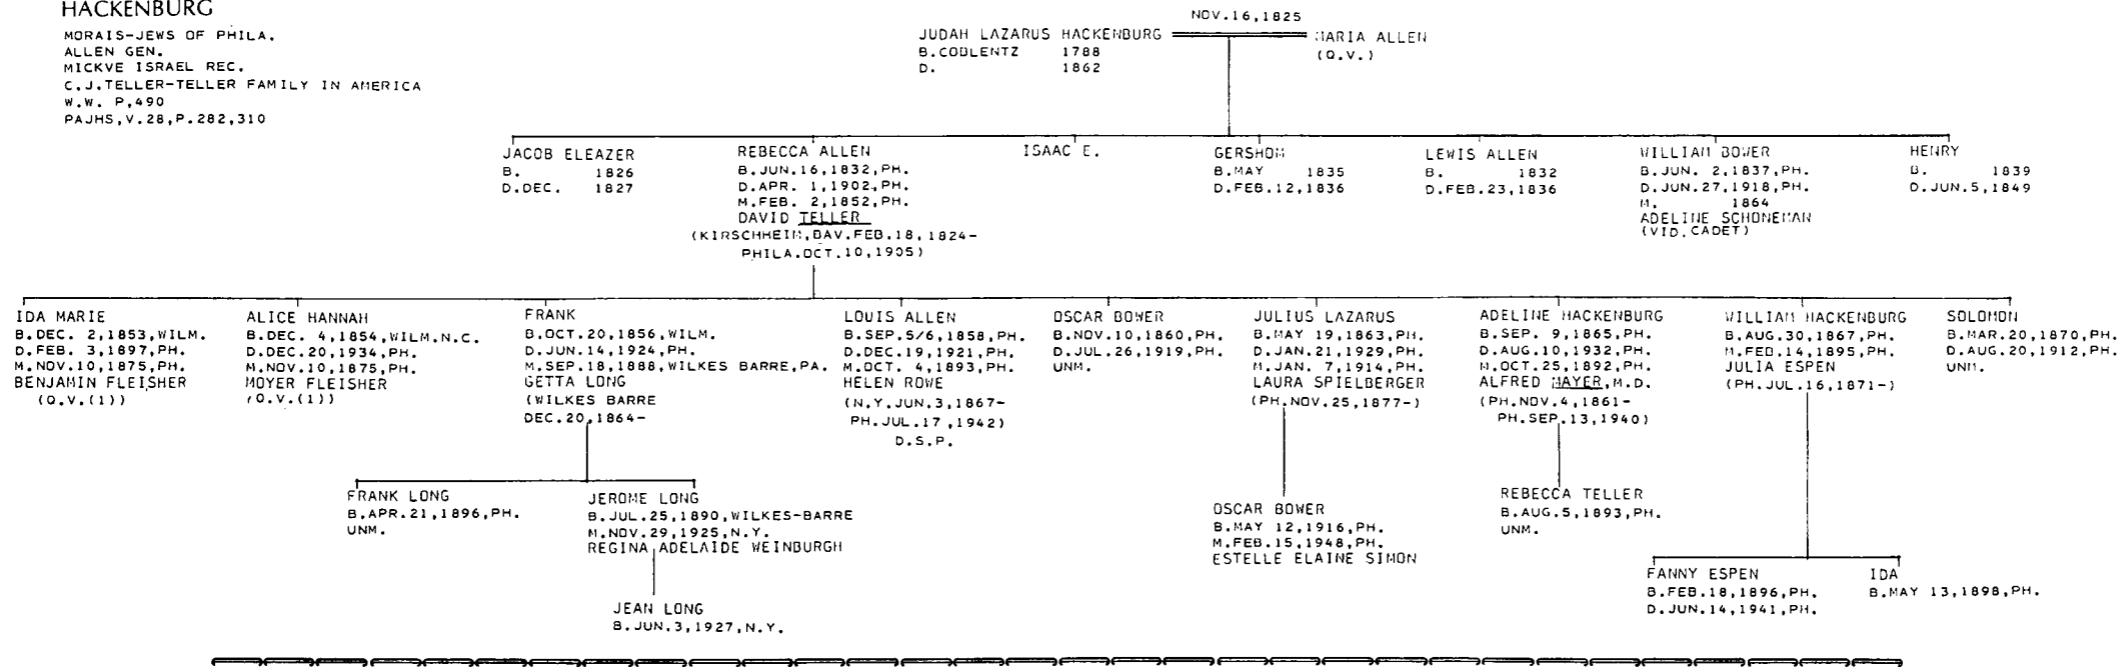 HACKENBURG
MORAIS-JEWS OF PHILA.
ALLEN GEN.
MICKVE ISRAEL REC.
C.J.TELLER-TELLER FAMILY IN AMERICA
W.W. P,490
PAJHS,V.28,P.282,310
NOV.16,1825
JUDAH LAZARUS HACKENBURG
B.COBLENTZ 1788
D. 1862
MARIA ALLEN
(Q.V.)
JACOB ELEAZER
B. 1826
D.DEC. 1827
REBECCA ALLEN
B.JUN.16,1832,PH.
D.APR. 1,1902,PH.
M.FEB. 2,1852,PH.
DAVID TELLER
(KIRSCHHEIM,BAV.FEB.18,1824-
PHILA.OCT.10,1905)
ISAAC E.
GERSHOM
B.MAY 1835
D.FEB.12,1836
LEWIS ALLEN
B. 1832
D.FEB.23,1836
WILLIAM BOWER
B.JUN. 2,1837,PH.
D.JUN.27,1918,PH.
M. 1864
ADELINE SCHONEMAN
(VID.CADET)
HENRY
B. 1839
D.JUN.5,1849
IDA MARIE
B.DEC. 2,1853,WILM.
D.FEB. 3,1897,PH.
M.NOV.10,1875,PH.
BENJAMIN FLEISHER
(Q.V.(1))
ALICE HANNAH
B.DEC. 4,1854,WILM.N.C.
D.DEC.20,1934,PH.
M.NOV.10,1875,PH.
MOYER FLEISHER
(Q.V.(1))
FRANK
B.OCT.20,1856,WILM.
D.JUN.14,1924,PH.
M.SEP.18,1888,WILKES BARRE,PA.
GETTA LONG
(WILKES BARRE
DEC.20,1864-
LOUIS ALLEN
B.SEP.5/6,1858,PH.
D.DEC.19,1921,PH.
M.OCT. 4,1893,PH.
HELEN ROWE
(N.Y.JUN.3,1867-
PH.JUL.17,1942)
D.S.P.
OSCAR BOWER
B.NOV.10,1860,PH.
D.JUL.26,1919,PH.
UNM.
JULIUS LAZARUS
B.MAY 19,1863,PH.
D.JAN.21,1929,PH.
M.JAN. 7,1914,PH.
LAURA SPIELBERGER
(PH.NOV.25,1877-)
ADELINE HACKENBURG
B.SEP. 9,1865,PH.
D.AUG.10,1932,PH.
M.OCT.25,1892,PH.
ALFRED MAYER,M.D.
(PH.NOV.4,1861-
PH.SEP.13,1940)
WILLIAM HACKENBURG
B.AUG.30,1867,PH.
M.FEB.14,1895,PH.
JULIA ESPEN
(PH.JUL.16,1871-)
SOLOMON
B.MAR.20,1870,PH.
D.AUG.20,1912,PH.
UNM.
FRANK LONG
B.APR.21,1896,PH.
UNM.
JEROME LONG
B.JUL.25,1890,WILKES-BARRE
M.NOV.29,1925,N.Y.
REGINA ADELAIDE WEINBURGH
OSCAR BOWER
B.MAY 12,1916,PH.
M.FEB.15,1948,PH.
ESTELLE ELAINE SIMON
REBECCA TELLER
B.AUG.5,1893,PH.
UNM.
FANNY ESPEN
B.FEB.18,1896,PH.
D.JUN.14,1941,PH.
IDA
B.MAY 13,1898,PH.
JEAN LONG
B.JUN.3,1927,N.Y.